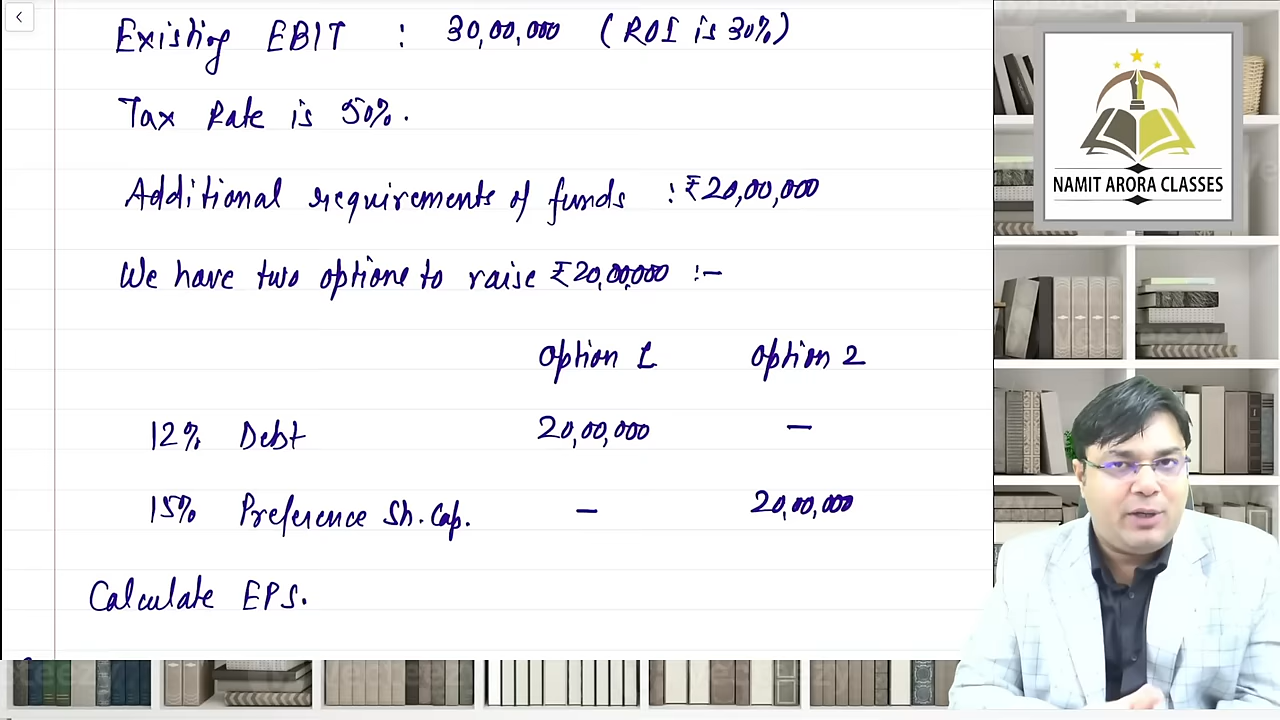 Existing EBIT : 30,00,000 (ROI is 30%)
Tax Rate is 50%.
Additional requirements of funds : ₹20,00,000
We have two options to raise ₹20,00,000 :-
Option 1 Option 2
12% Debt 20,00,000 -
15% Preference Sh. Cap. - 20,00,000
Calculate EPS.
NAMIT ARORA CLASSES